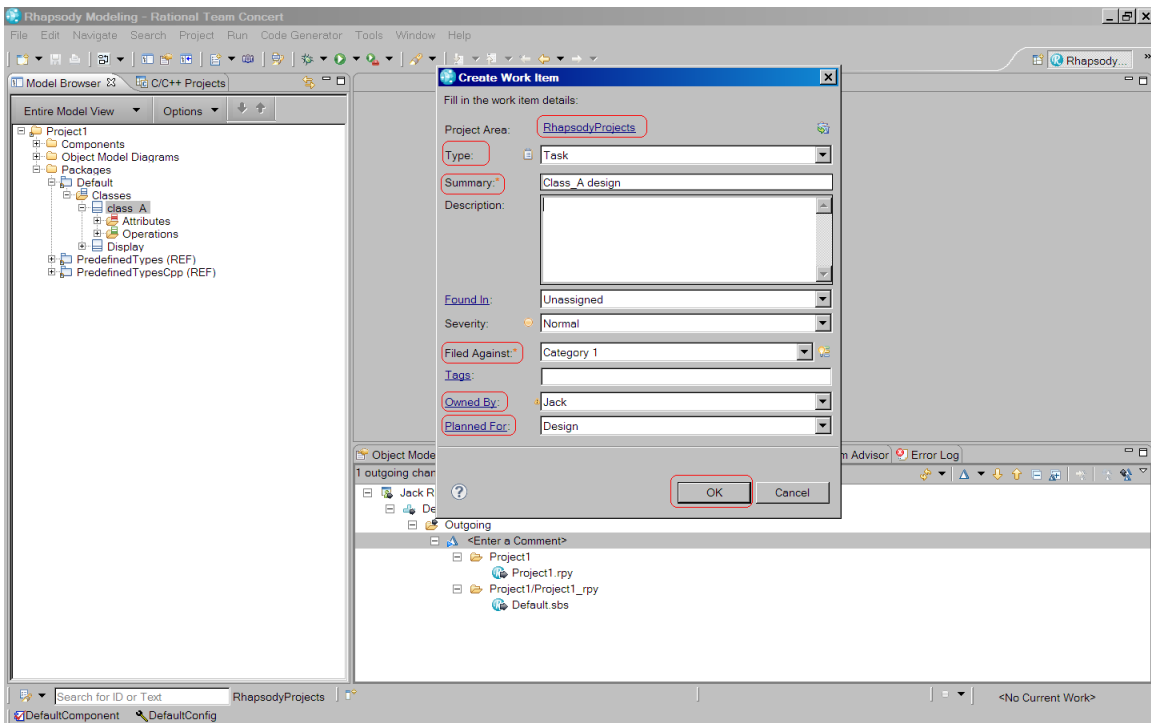 Rhapsody Modeling - Rational Team Concert
File Edit Navigate Search Project Run Code Generator Tools Window Help
Rhapsody...
Model Browser C/C++ Projects
Entire Model View Options
Project1
Components
Object Model Diagrams
Packages
Default
Classes
class_A
Attributes
Operations
Display
PredefinedTypes (REF)
PredefinedTypesCpp (REF)
Create Work Item
Fill in the work item details:
Project Area: RhapsodyProjects
Type: Task
Summary:* Class_A design
Description:
Found In: Unassigned
Severity: Normal
Filed Against:* Category 1
Tags:
Owned By: Jack
Planned For: Design
OK Cancel
Object Mode
m Advisor Error Log
1 outgoing chan
Jack R
De
Outgoing
<Enter a Comment>
Project1
Project1.rpy
Project1/Project1_rpy
Default.sbs
Search for ID or Text RhapsodyProjects <No Current Work>
DefaultComponent DefaultConfig